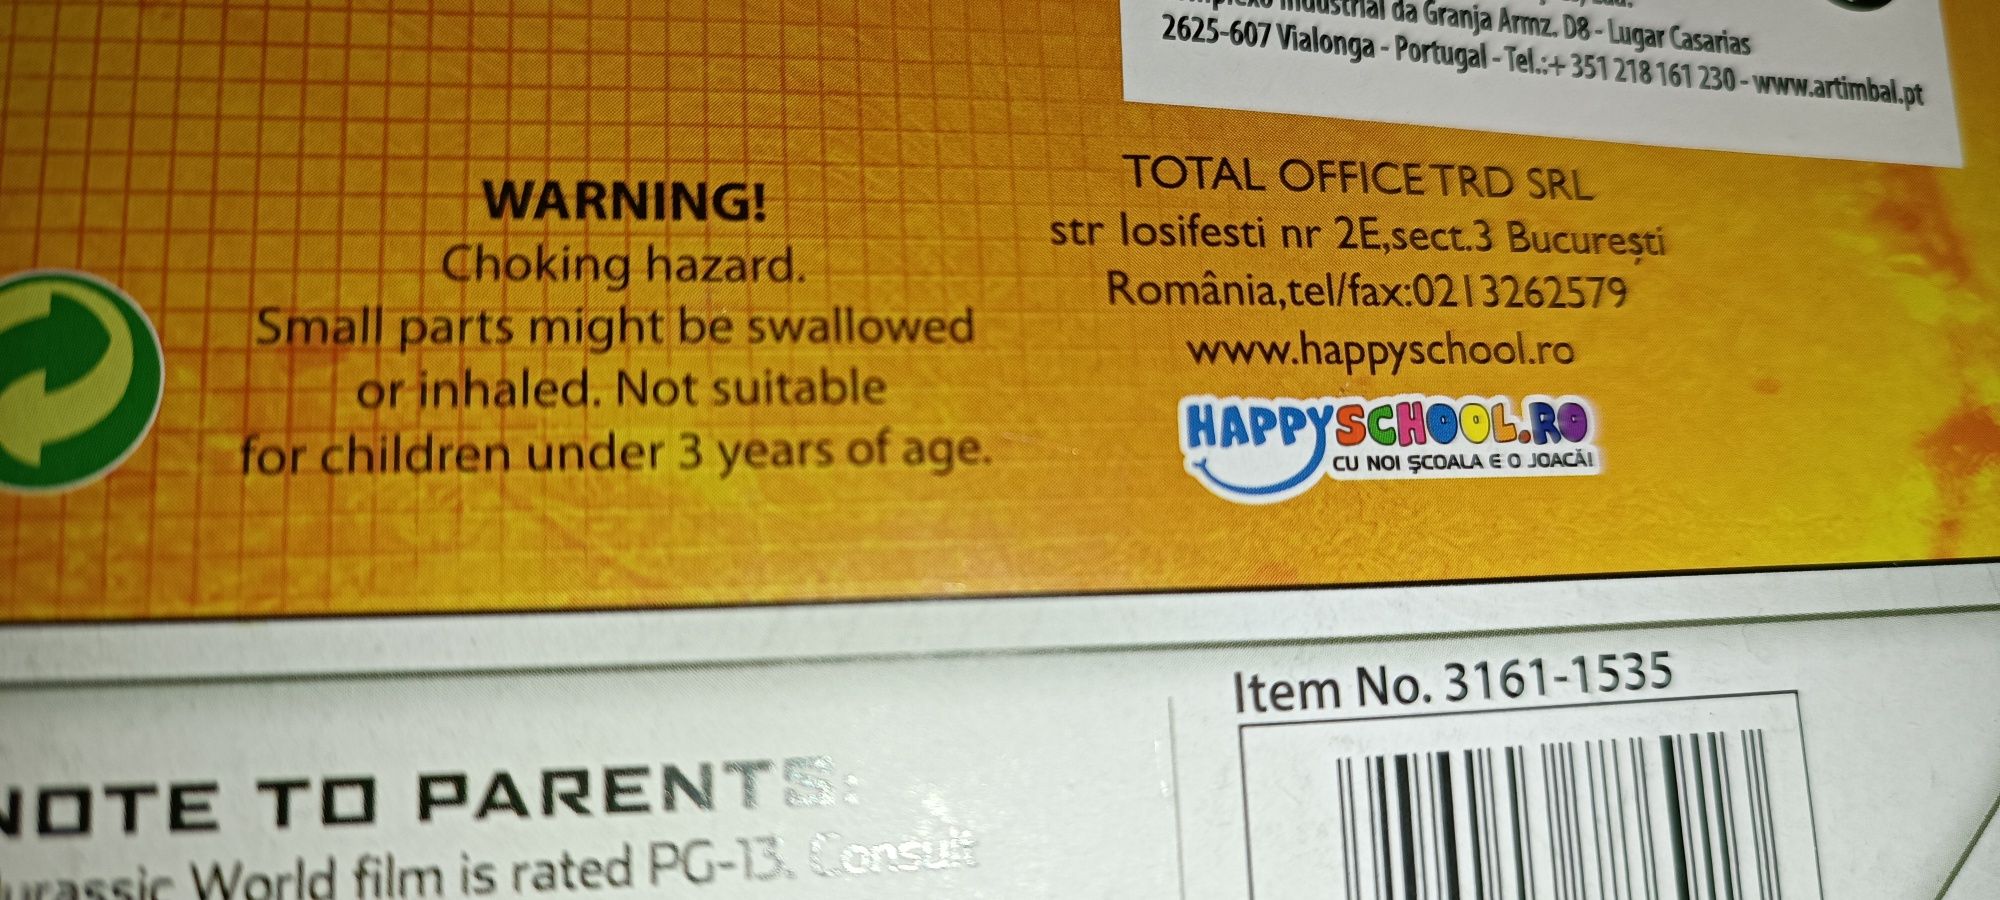 Industrial da Granja Armz. D8 - Lugar Casarias
2625-607 Vialonga - Portugal - Tel.:+ 351 218 161 230 - www.artimbal.pt
WARNING!
Choking hazard.
Small parts might be swallowed
or inhaled. Not suitable
for children under 3 years of age.
TOTAL OFFICE TRD SRL
str Iosifesti nr 2E,sect.3 București
România,tel/fax:0213262579
www.happyschool.ro
HAPPYSCHOOL.RO
CU NOI ŞCOALA E O JOACĂ!
Item No. 3161-1535
NOTE TO PARENTS:
Jurassic World film is rated PG-13. Consult